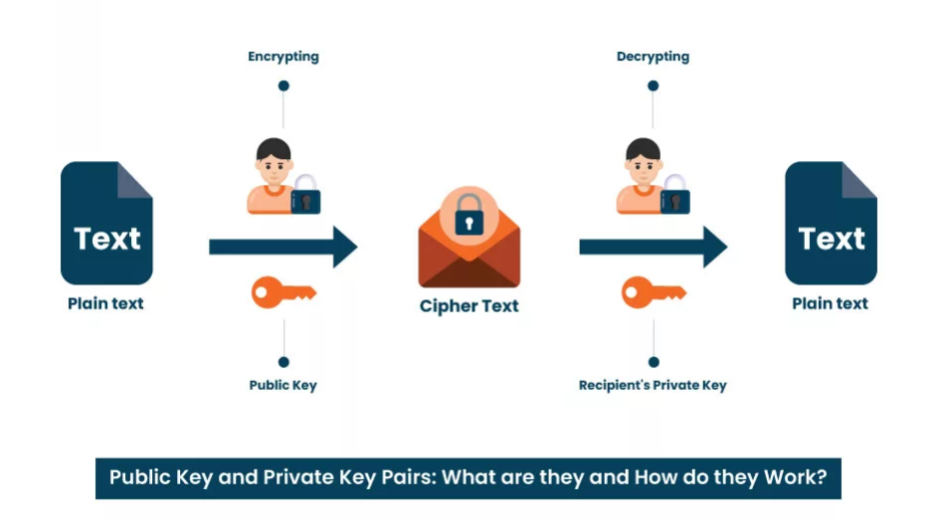 Encrypting
Decrypting
Text
Text
Plain text
Cipher Text
Plain text
Public Key
Recipient's Private Key
Public Key and Private Key Pairs: What are they and How do they Work?